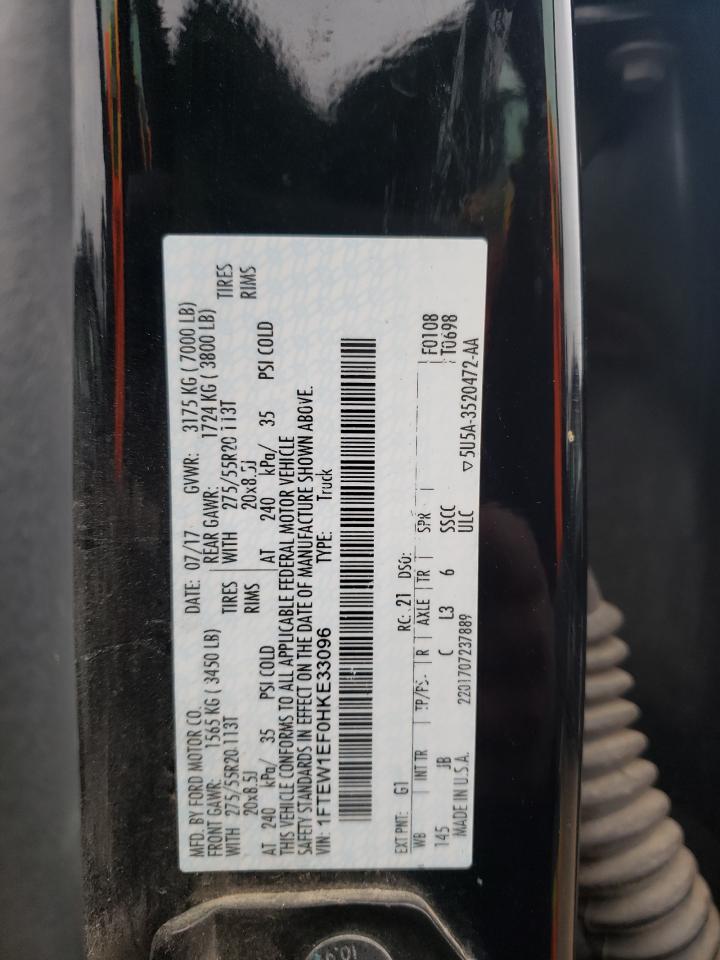 MFD. BY FORD MOTOR CO. DATE: 07/17 GVWR: 3175 KG ( 7000 LB)
FRONT GAWR: 1565 KG ( 3450 LB) REAR GAWR: 1724 KG ( 3800 LB)
WITH 275/55R20 113T TIRES WITH 275/55R20 113T TIRES
20x8.5J RIMS 20x8.5J RIMS
AT 240 kPa/ 35 PSI COLD AT 240 kPa/ 35 PSI COLD
THIS VEHICLE CONFORMS TO ALL APPLICABLE FEDERAL MOTOR VEHICLE
SAFETY STANDARDS IN EFFECT ON THE DATE OF MANUFACTURE SHOWN ABOVE.
VIN: 1FTEW1EF0HKE33096 TYPE: Truck
EXT PNT: G1 RC: 21 DSO: F0108
WB INT TR TP/PS R AXLE TR SPR T0698
145 JB C L3 6 SSCC
MADE IN U.S.A. 2201707237889 ULC ▽5U5A-3520472-AA